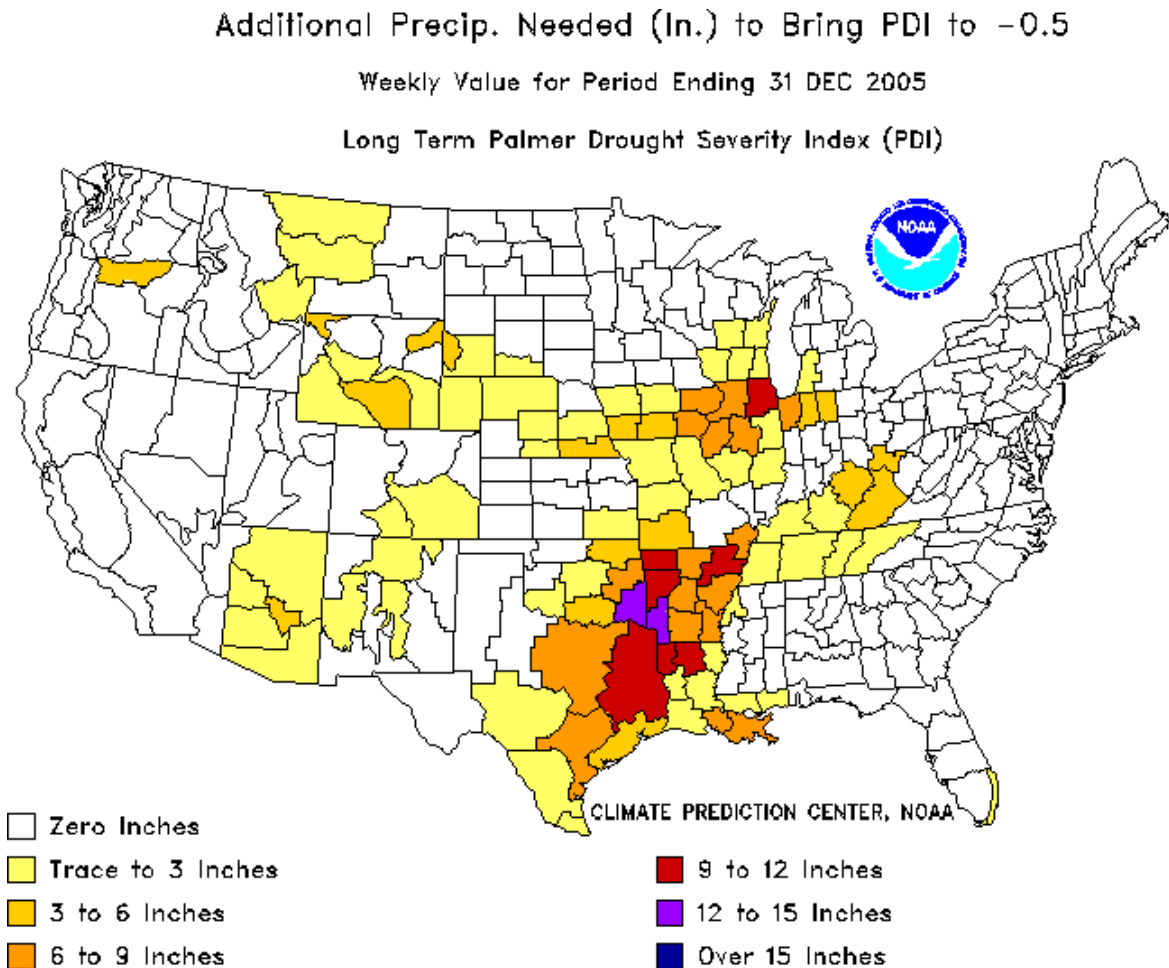 Additional Precip. Needed (In.) to Bring PDI to -0.5
Weekly Value for Period Ending 31 DEC 2005
Long Term Palmer Drought Severity Index (PDI)
NOAA
CLIMATE PREDICTION CENTER, NOAA
Zero Inches
Trace to 3 Inches
3 to 6 Inches
6 to 9 Inches
9 to 12 Inches
12 to 15 Inches
Over 15 Inches